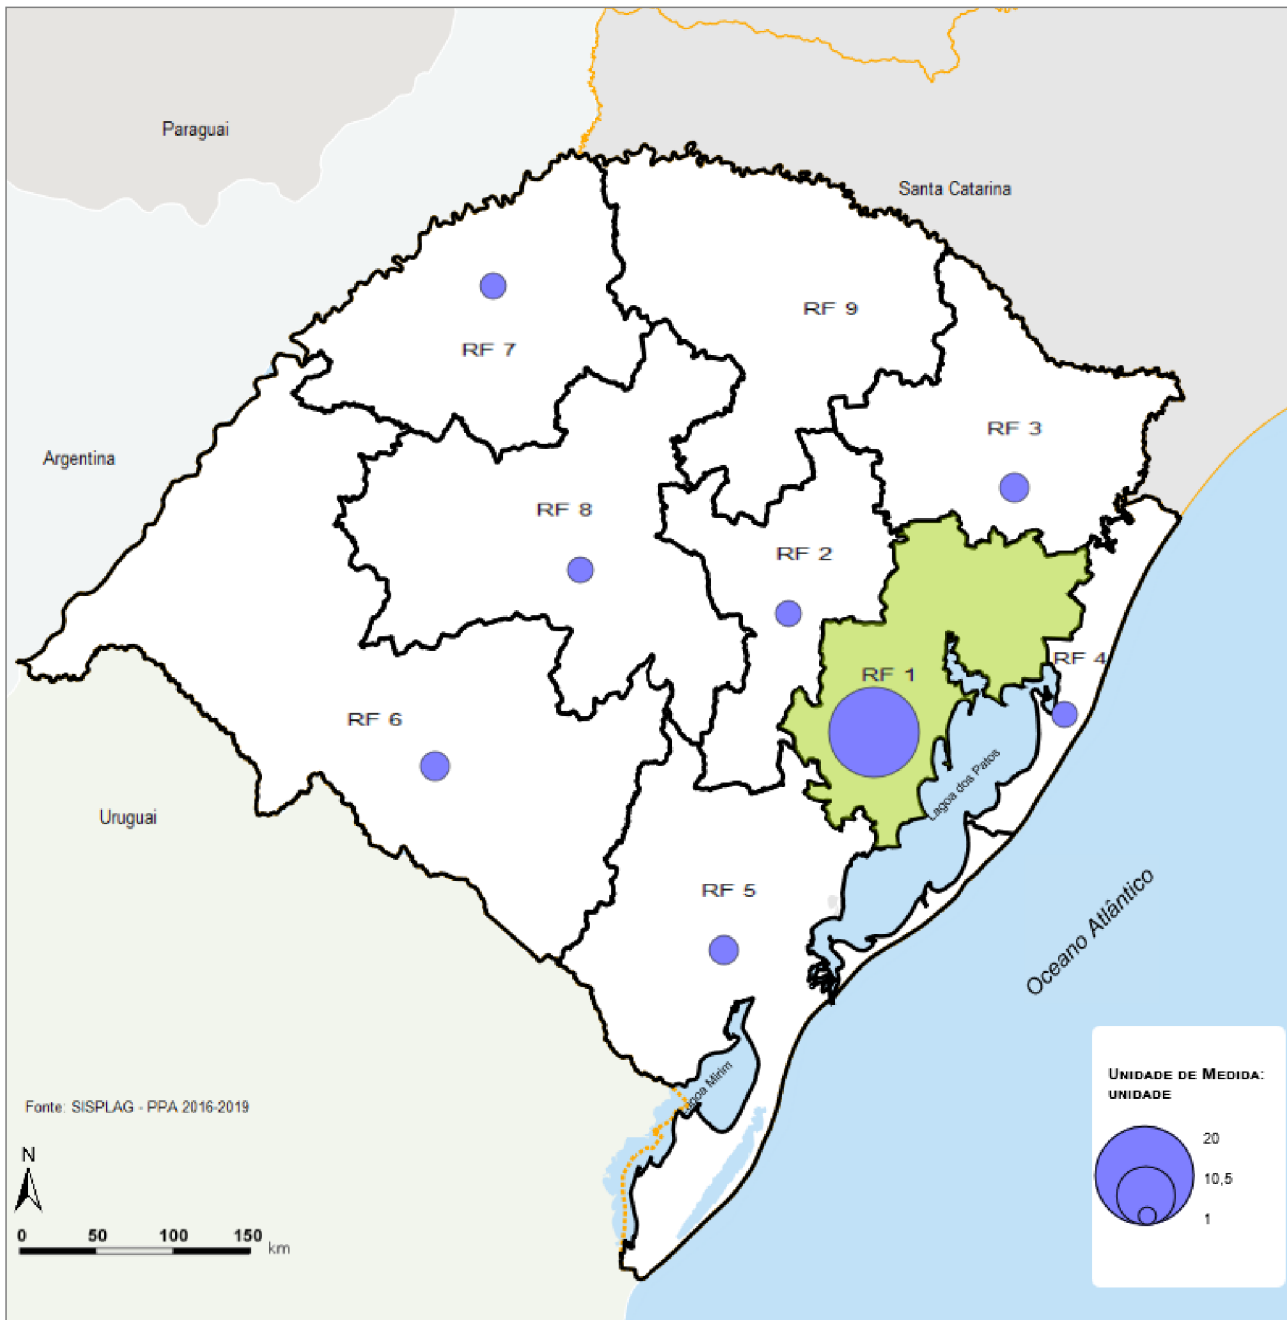 Paraguai
Santa Catarina
RF 9
RF 7
RF 3
Argentina
RF 8
RF 2
RF 4
RF 1
RF 6
Lagoa dos Patos
Uruguai
RF 5
Oceano Atlântico
Lagoa Mirim
UNIDADE DE MEDIDA:
UNIDADE
20
10,5
1
Fonte: SISPLAG - PPA 2016-2019
N
0 50 100 150
km